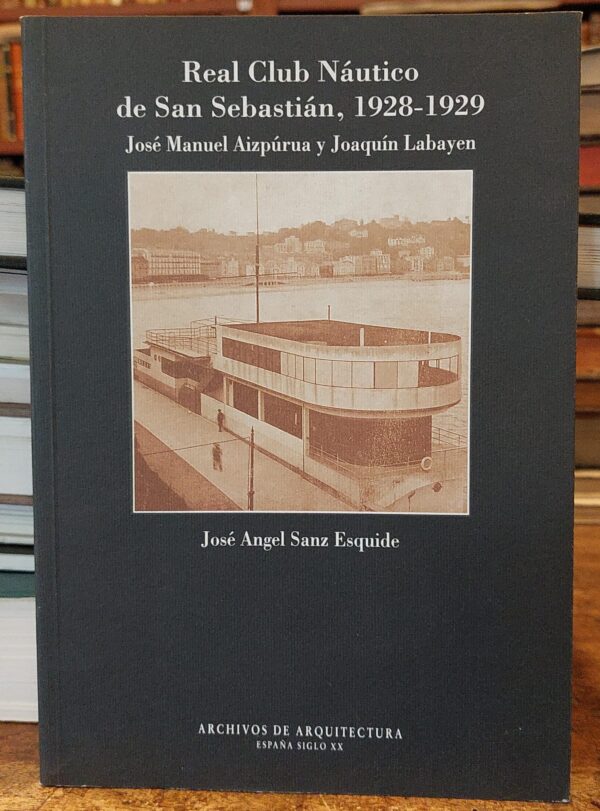 Real Club Náutico
de San Sebastián, 1928-1929
José Manuel Aizpúrua y Joaquín Labayen
José Angel Sanz Esquide
ARCHIVOS DE ARQUITECTURA
ESPAÑA SIGLO XX